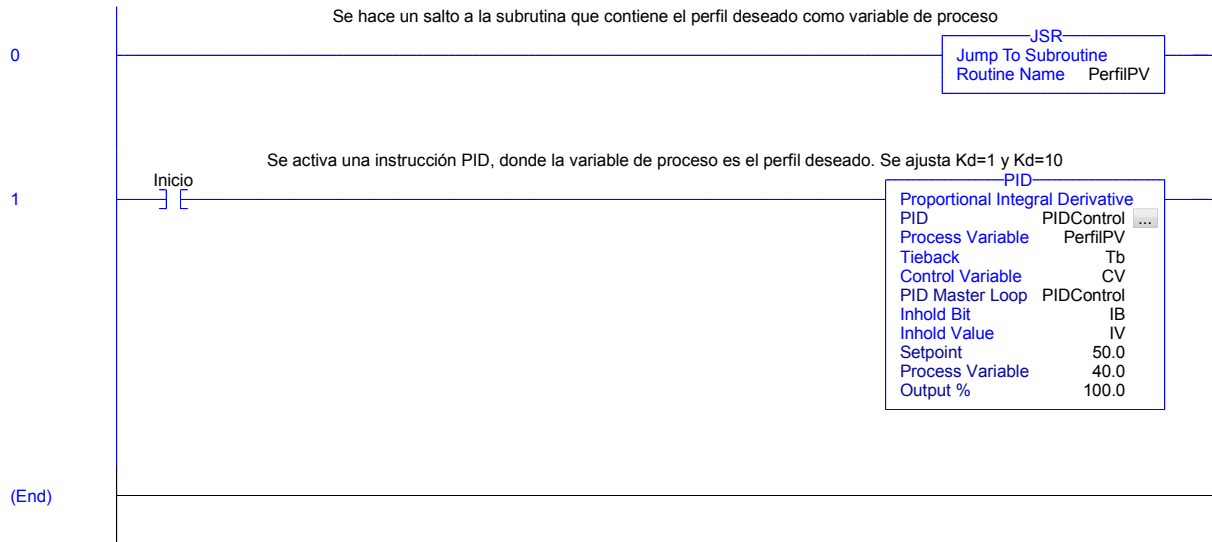 Se hace un salto a la subrutina que contiene el perfil deseado como variable de proceso
JSR
0
Jump To Subroutine
Routine Name PerfilPV
Se activa una instrucción PID, donde la variable de proceso es el perfil deseado. Se ajusta Kd=1 y Kd=10
Inicio
PID
1
Proportional Integral Derivative
PID PIDControl ...
Process Variable PerfilPV
Tieback Tb
Control Variable CV
PID Master Loop PIDControl
Inhold Bit IB
Inhold Value IV
Setpoint 50.0
Process Variable 40.0
Output % 100.0
(End)